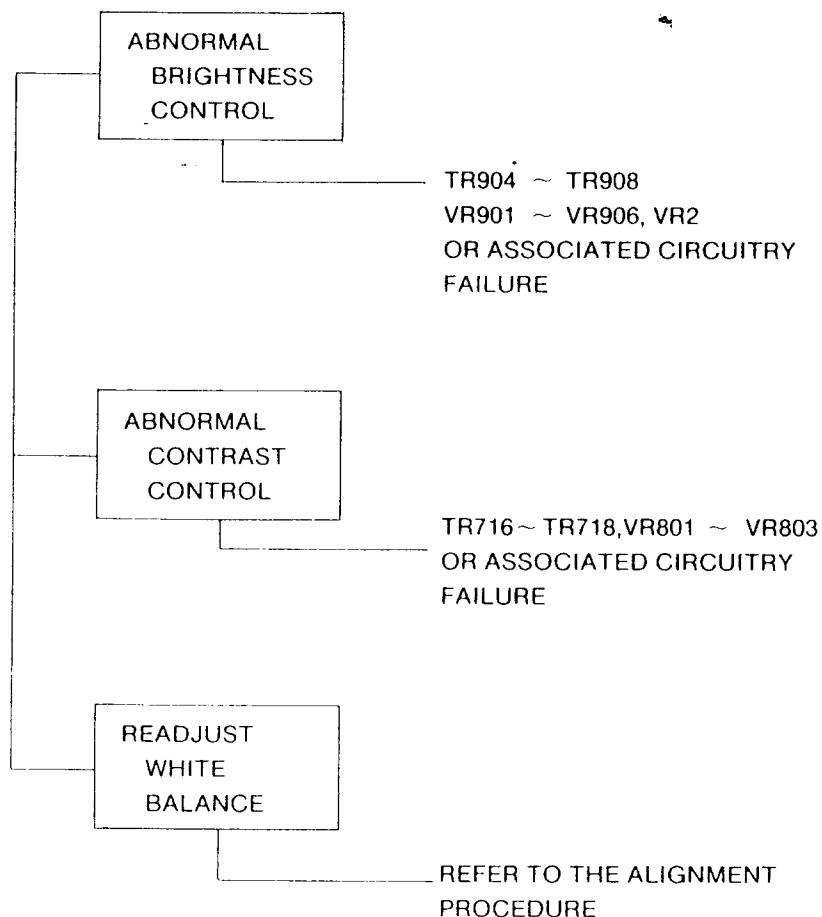 ABNORMAL
BRIGHTNESS
CONTROL
TR904 ~ TR908
VR901 ~ VR906, VR2
OR ASSOCIATED CIRCUITRY
FAILURE
ABNORMAL
CONTRAST
CONTROL
TR716~ TR718,VR801 ~ VR803
OR ASSOCIATED CIRCUITRY
FAILURE
READJUST
WHITE
BALANCE
REFER TO THE ALIGNMENT
PROCEDURE